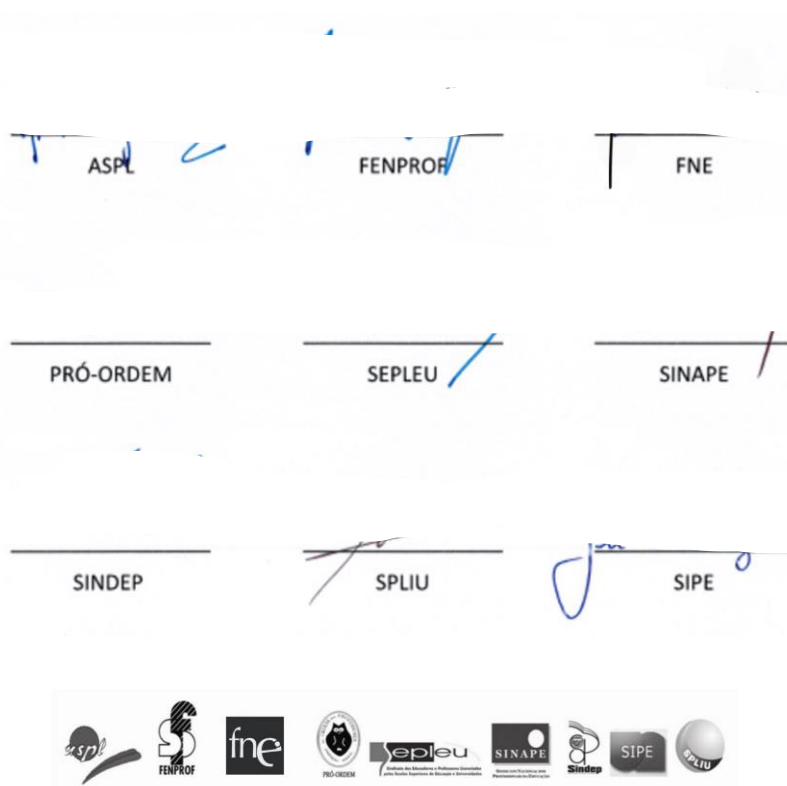 ASPL FENPROF FNE
PRÓ-ORDEM SEPLEU SINAPE
SINDEP SPLIU SIPE
aspl FENPROF fne PRÓ-ORDEM sepleu SINAPE Sindep SIPE SPLIU